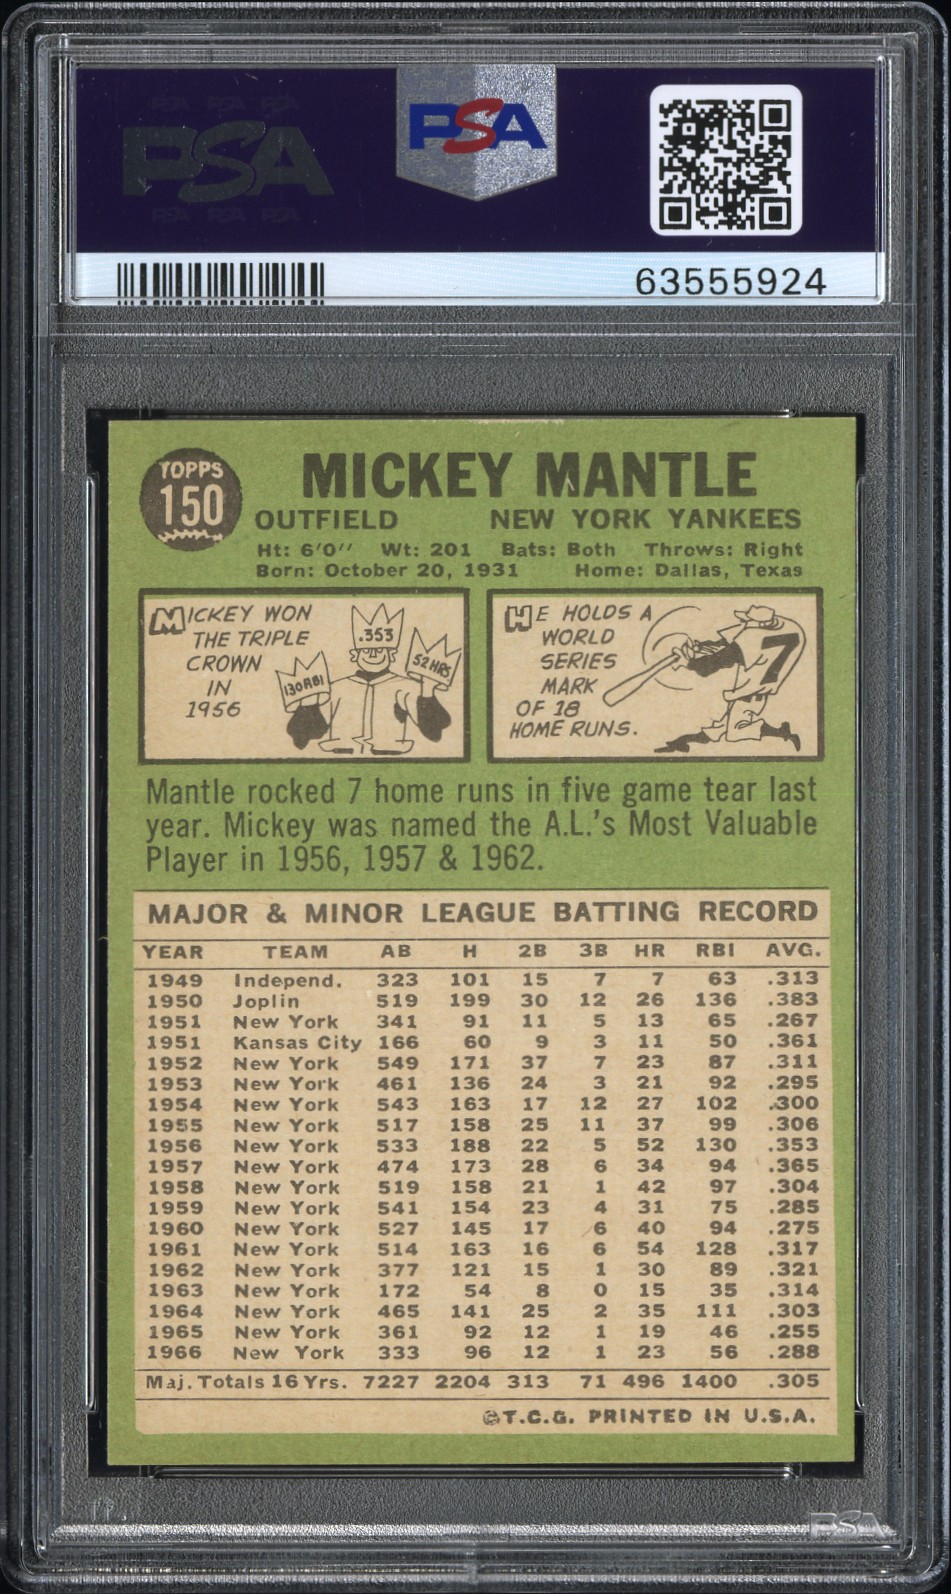 PSA PSA PSA
PSA
PSA PSA PSA
PSA
63555924
TOPPS
150
MICKEY MANTLE
OUTFIELD NEW YORK YANKEES
Ht: 6'0'' Wt: 201 Bats: Both Throws: Right
Born: October 20, 1931 Home: Dallas, Texas
MICKEY WON
THE TRIPLE
CROWN
IN
1956
.353
130 RBI
52 HRS
HE HOLDS A
WORLD
SERIES
MARK
OF 18
HOME RUNS.
7
Mantle rocked 7 home runs in five game tear last
year. Mickey was named the A.L.'s Most Valuable
Player in 1956, 1957 & 1962.
MAJOR & MINOR LEAGUE BATTING RECORD
YEAR TEAM AB H 2B 3B HR RBI AVG.
1949 Independ. 323 101 15 7 7 63 .313
1950 Joplin 519 199 30 12 26 136 .383
1951 New York 341 91 11 5 13 65 .267
1951 Kansas City 166 60 9 3 11 50 .361
1952 New York 549 171 37 7 23 87 .311
1953 New York 461 136 24 3 21 92 .295
1954 New York 543 163 17 12 27 102 .300
1955 New York 517 158 25 11 37 99 .306
1956 New York 533 188 22 5 52 130 .353
1957 New York 474 173 28 6 34 94 .365
1958 New York 519 158 21 1 42 97 .304
1959 New York 541 154 23 4 31 75 .285
1960 New York 527 145 17 6 40 94 .275
1961 New York 514 163 16 6 54 128 .317
1962 New York 377 121 15 1 30 89 .321
1963 New York 172 54 8 0 15 35 .314
1964 New York 465 141 25 2 35 111 .303
1965 New York 361 92 12 1 19 46 .255
1966 New York 333 96 12 1 23 56 .288
Maj. Totals 16 Yrs. 7227 2204 313 71 496 1400 .305
©T.C.G. PRINTED IN U.S.A.
PSA